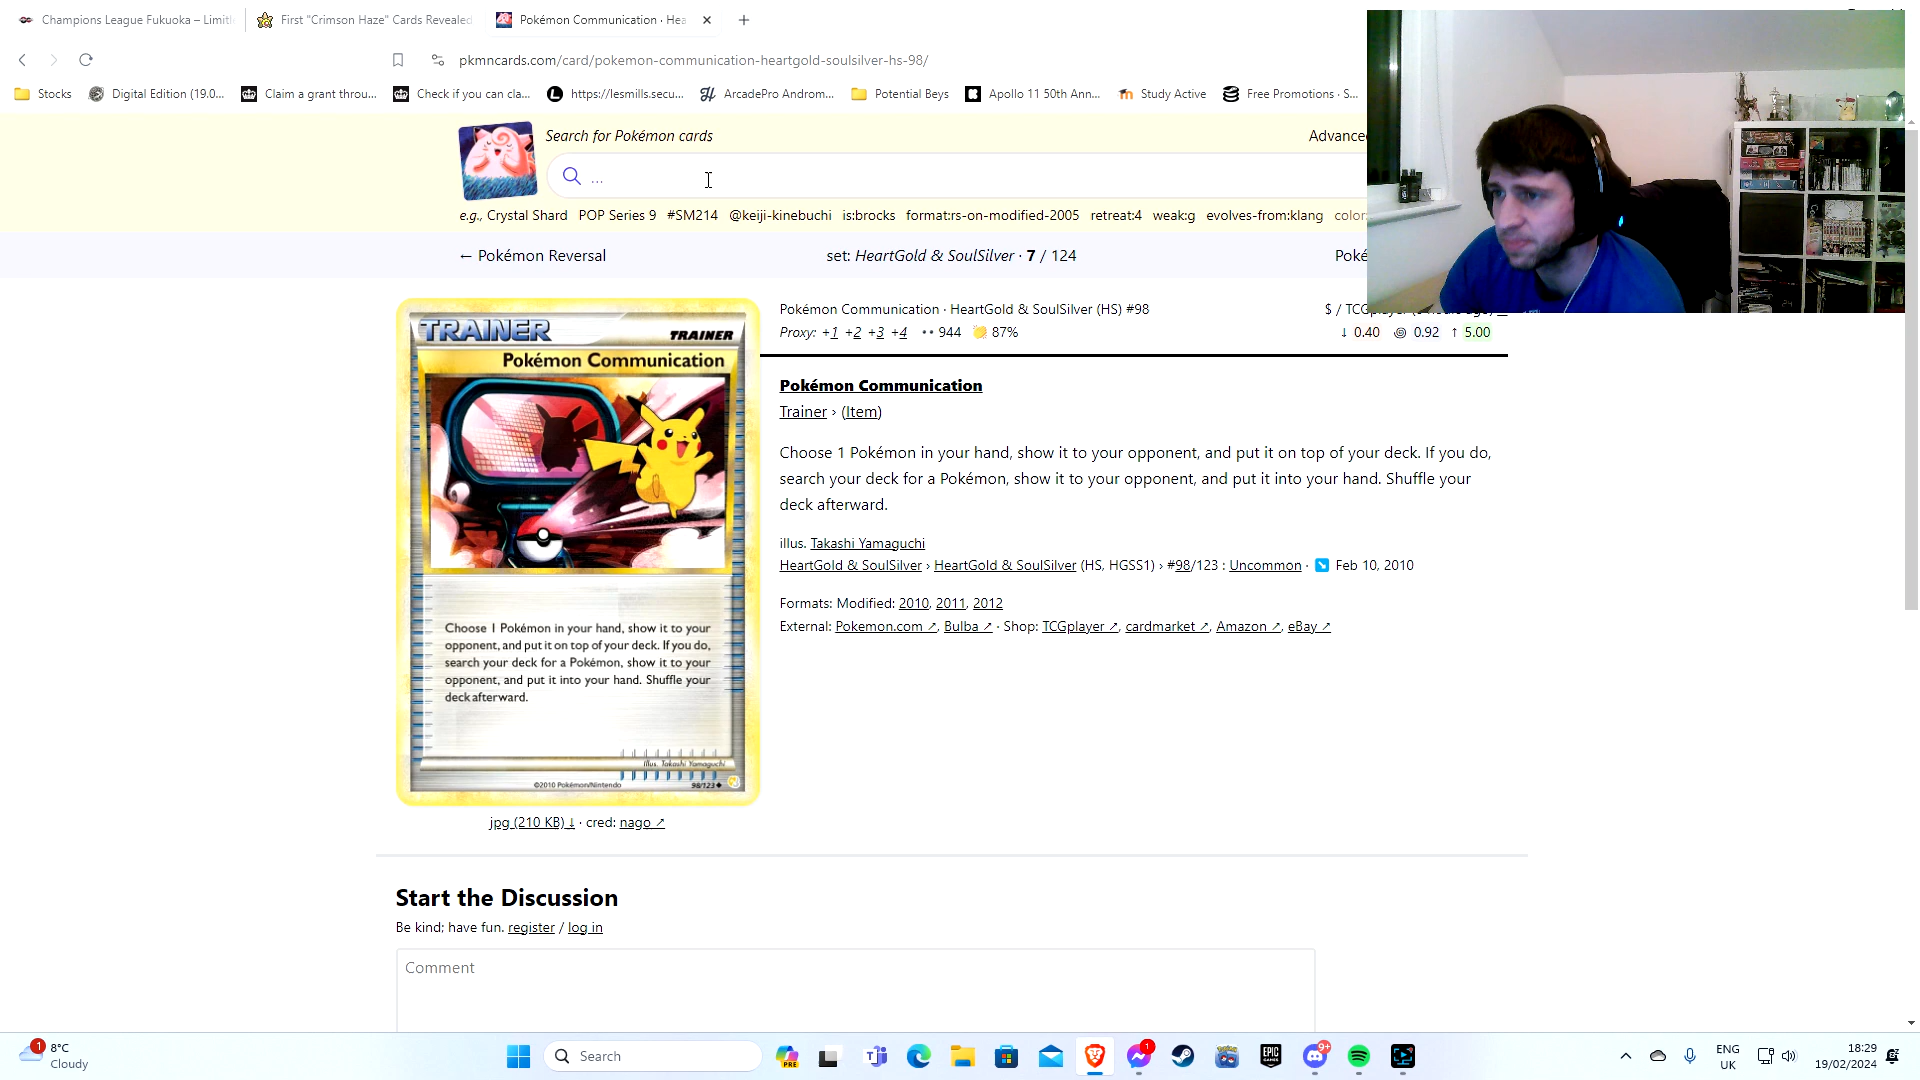 Champions League Fukuoka – Limitl
First "Crimson Haze" Cards Revealed
Pokémon Communication · Hea
pkmncards.com/card/pokemon-communication-heartgold-soulsilver-hs-98/
Stocks
Digital Edition (19.0...
Claim a grant throu...
Check if you can cla...
https://lesmills.secu...
ArcadePro Androm...
Potential Beys
Apollo 11 50th Ann...
Study Active
Free Promotions · S...
Search for Pokémon cards
Advance
...
e.g., Crystal Shard POP Series 9 #SM214 @keiji-kinebuchi is:brocks format:rs-on-modified-2005 retreat:4 weak:g evolves-from:klang color:
← Pokémon Reversal
set: HeartGold & SoulSilver · 7 / 124
Poké
TRAINER
TRAINER
Pokémon Communication
Choose 1 Pokémon in your hand, show it to your
opponent, and put it on top of your deck. If you do,
search your deck for a Pokémon, show it to your
opponent, and put it into your hand. Shuffle your
deck afterward.
Illus. Takashi Yamaguchi
©2010 Pokémon/Nintendo
98/123
jpg (210 KB) ↓ · cred: nago ↗
Pokémon Communication · HeartGold & SoulSilver (HS) #98
$ / TCGplayer
Proxy: +1 +2 +3 +4 •• 944 87%
↓ 0.40 0.92 ↑ 5.00
Pokémon Communication
Trainer › (Item)
Choose 1 Pokémon in your hand, show it to your opponent, and put it on top of your deck. If you do,
search your deck for a Pokémon, show it to your opponent, and put it into your hand. Shuffle your
deck afterward.
illus. Takashi Yamaguchi
HeartGold & SoulSilver › HeartGold & SoulSilver (HS, HGSS1) › #98/123 : Uncommon · Feb 10, 2010
Formats: Modified: 2010, 2011, 2012
External: Pokemon.com ↗, Bulba ↗ · Shop: TCGplayer ↗, cardmarket ↗, Amazon ↗, eBay ↗
Start the Discussion
Be kind; have fun. register / log in
Comment
1
8°C
Cloudy
Search
PRE
EPIC GAMES
1
9+
ENG
UK
18:29
19/02/2024